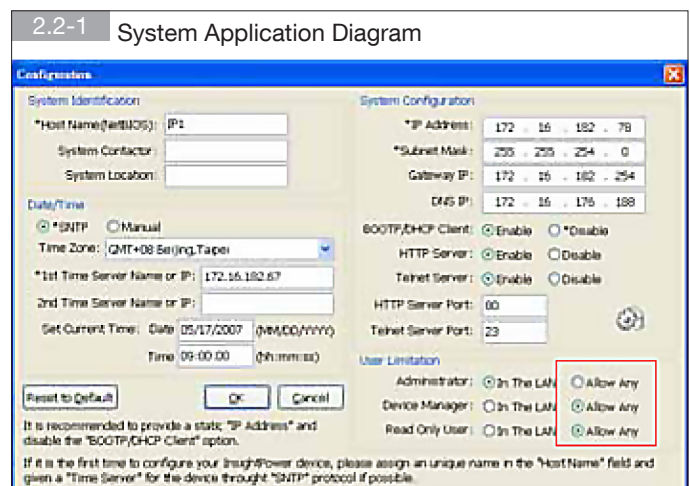 2.2-1 System Application Diagram
Configuration
System Identification
*Host Name(NetBIOS): IP1
System Contactor:
System Location:
Date/Time
*SNTP Manual
Time Zone: GMT+08 Beijing,Taipei
*1st Time Server Name or IP: 172.16.182.67
2nd Time Server Name or IP:
Set Current Time: Date 05/17/2007 (MM/DD/YYYY)
Time 09:00:00 (hh:mm:ss)
Reset to Default OK Cancel
System Configuration
*IP Address: 172 . 16 . 182 . 78
*Subnet Mask: 255 . 255 . 254 . 0
Gateway IP: 172 . 16 . 182 . 254
DNS IP: 172 . 16 . 176 . 188
BOOTP/DHCP Client: Enable *Disable
HTTP Server: Enable Disable
Telnet Server: Enable Disable
HTTP Server Port: 80
Telnet Server Port: 23
User Limitation
Administrator: In The LAN Allow Any
Device Manager: In The LAN Allow Any
Read Only User: In The LAN Allow Any
It is recommended to provide a static "IP Address" and
disable the "BOOTP/DHCP Client" option.
If it is the first time to configure your InsightPower device, please assign an unique name in the "Host Name" field and
given a "Time Server" for the device throught "SNTP" protocol if possible.